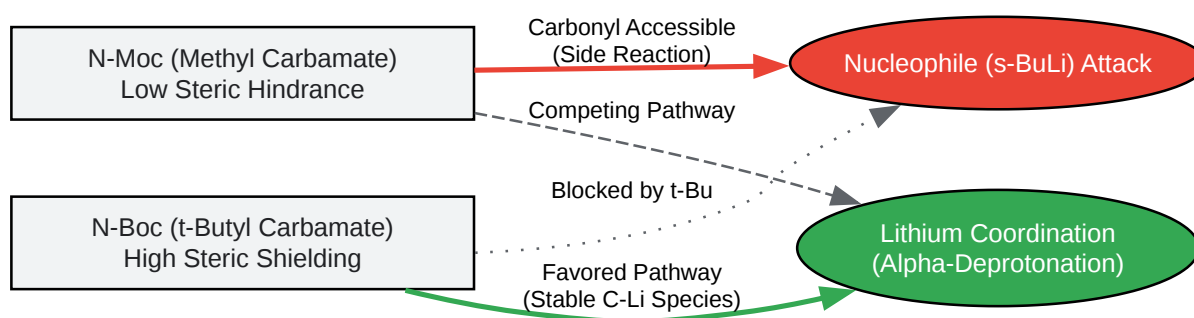 N-Moc (Methyl Carbamate)
Low Steric Hindrance
Carbonyl Accessible
(Side Reaction)
Nucleophile (s-BuLi) Attack
Competing Pathway
Blocked by t-Bu
N-Boc (t-Butyl Carbamate)
High Steric Shielding
Lithium Coordination
(Alpha-Deprotonation)
Favored Pathway
(Stable C-Li Species)